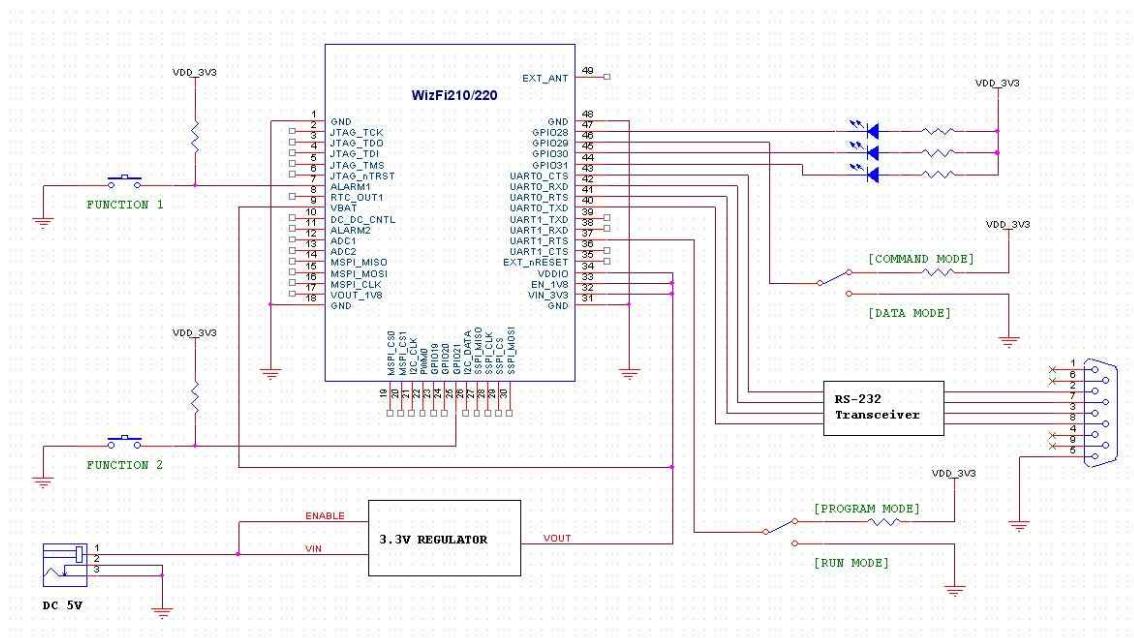 WizFi210/220
EXT_ANT 49
VDD_3V3
VDD_3V3
1 GND
2 JTAG_TCK
3 JTAG_TDO
4 JTAG_TDI
5 JTAG_TMS
6 JTAG_nTRST
7 ALARM1
8 RTC_OUT1
9 VBAT
10 DC_DC_CNTL
11 ALARM2
12 ADC1
13 ADC2
14 MSPI_MISO
15 MSPI_MOSI
16 MSPI_CLK
17 VOUT_1V8
18 GND
GND 48
GPIO28 47
GPIO29 46
GPIO30 45
GPIO31 44
UART0_CTS 43
UART0_RXD 42
UART0_RTS 41
UART0_TXD 40
UART1_TXD 39
UART1_RXD 38
UART1_RTS 37
UART1_CTS 36
EXT_nRESET 35
VDDIO 34
EN_1V8 33
VIN_3V3 32
GND 31
FUNCTION 1
VDD_3V3
[COMMAND MODE]
[DATA MODE]
VDD_3V3
MSPI_CS0 19
MSPI_CS1 20
I2C_CLK 21
PWM0 22
GPIO19 23
GPIO20 24
GPIO21 25
I2C_DATA 26
SSPI_MISO 27
SSPI_CLK 28
SSPI_CS 29
SSPI_MOSI 30
RS-232
Transceiver
1
6
2
7
3
8
4
9
5
FUNCTION 2
VDD_3V3
[PROGRAM MODE]
[RUN MODE]
ENABLE
VIN
3.3V REGULATOR
VOUT
1
2
3
DC 5V